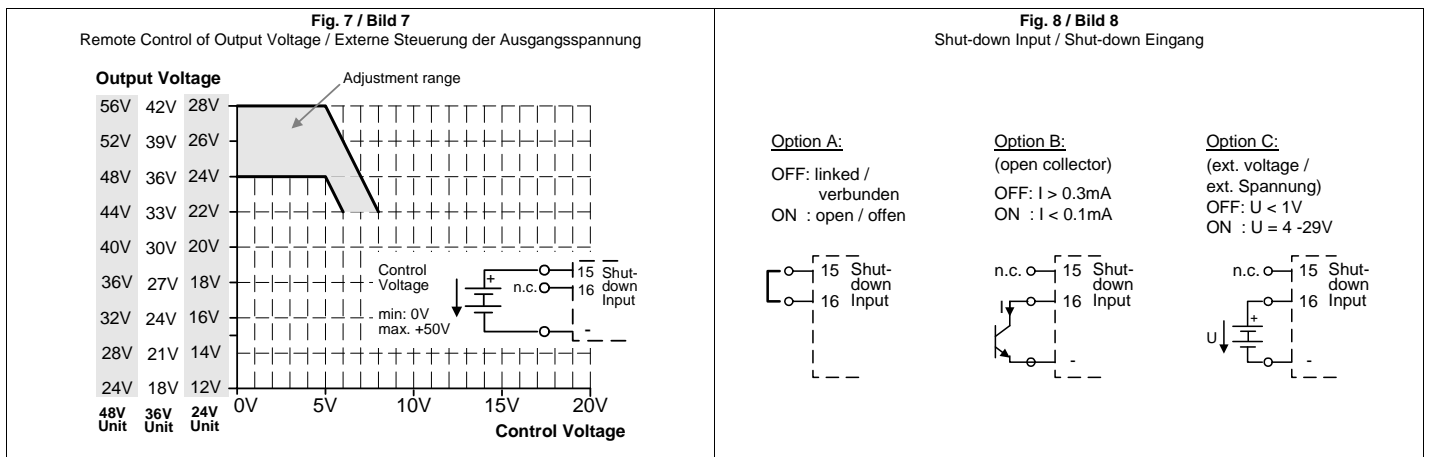 Fig. 7 / Bild 7
Remote Control of Output Voltage / Externe Steuerung der Ausgangsspannung
Output Voltage
Adjustment range
56V 42V 28V
52V 39V 26V
48V 36V 24V
44V 33V 22V
40V 30V 20V
36V 27V 18V
32V 24V 16V
28V 21V 14V
24V 18V 12V
48V Unit
36V Unit
24V Unit
0V 5V 10V 15V 20V
Control Voltage
Control
Voltage
min: 0V
max. +50V
+
n.c.
15 Shut-
down
16 Input
-
Fig. 8 / Bild 8
Shut-down Input / Shut-down Eingang
Option A:
OFF: linked /
verbunden
ON : open / offen
15 Shut-
down
16 Input
Option B:
(open collector)
OFF: I > 0.3mA
ON : I < 0.1mA
n.c. 15 Shut-
down
I 16 Input
-
Option C:
(ext. voltage /
ext. Spannung)
OFF: U < 1V
ON : U = 4 -29V
n.c. 15 Shut-
down
16 Input
+
U
-